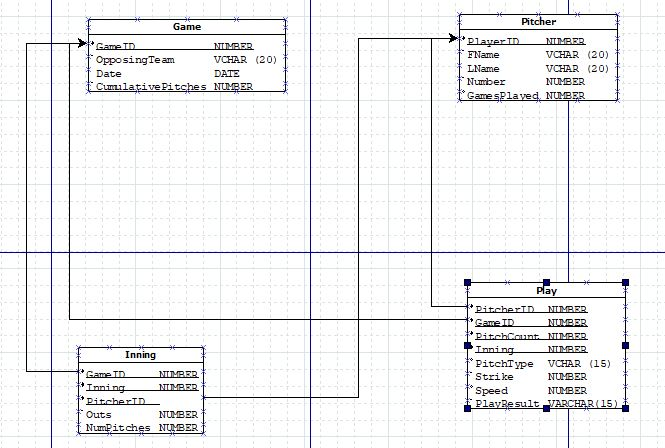 Game
GameID NUMBER
OpposingTeam VCHAR (20)
Date DATE
CumulativePitches NUMBER
Pitcher
PlayerID NUMBER
FName VCHAR (20)
LName VCHAR (20)
Number NUMBER
GamesPlayed NUMBER
Inning
GameID NUMBER
Inning NUMBER
PitcherID
Outs NUMBER
NumPitches NUMBER
Play
PitcherID NUMBER
GameID NUMBER
PitchCount NUMBER
Inning NUMBER
PitchType VCHAR (15)
Strike NUMBER
Speed NUMBER
PlayResult VARCHAR(15)